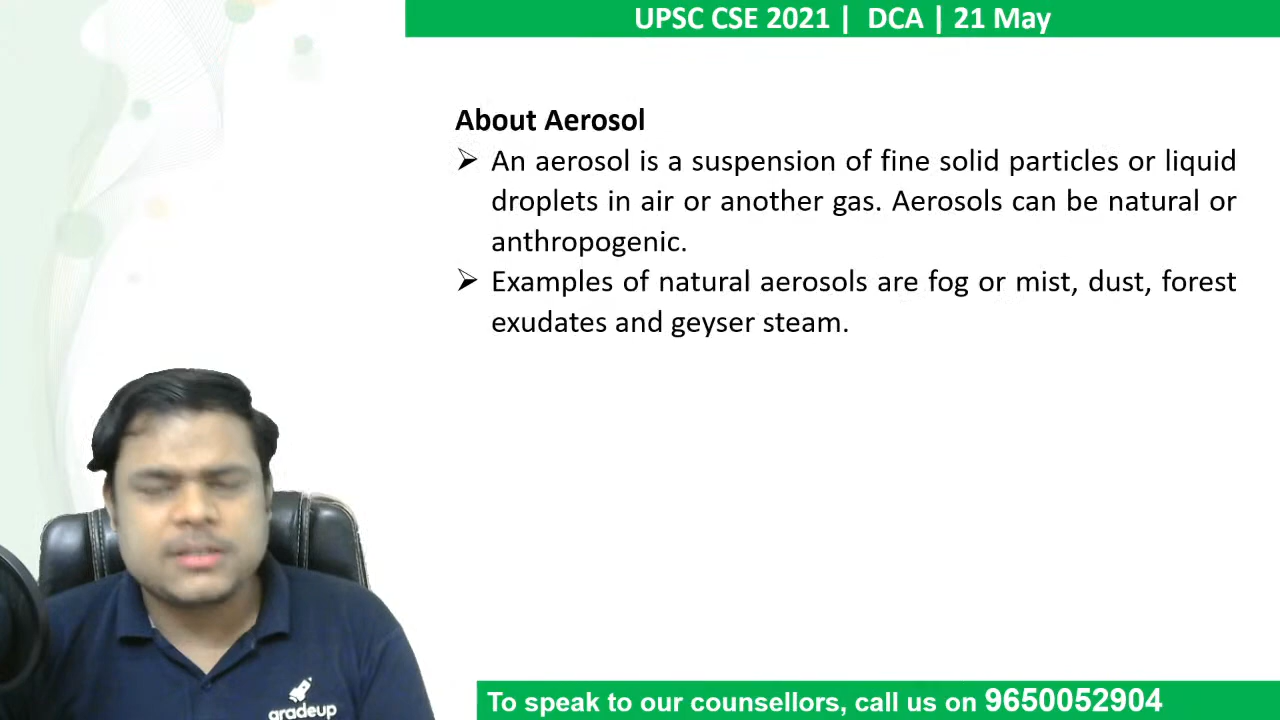 UPSC CSE 2021 | DCA | 21 May
About Aerosol
➢ An aerosol is a suspension of fine solid particles or liquid
droplets in air or another gas. Aerosols can be natural or
anthropogenic.
➢ Examples of natural aerosols are fog or mist, dust, forest
exudates and geyser steam.
gradeup
To speak to our counsellors, call us on 9650052904